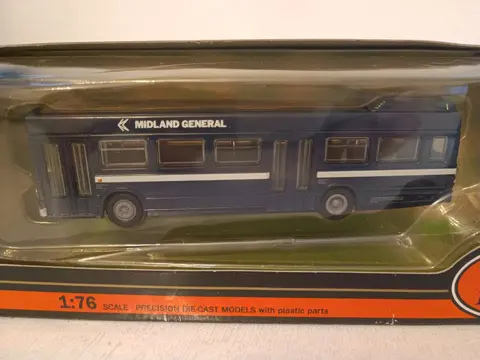 MIDLAND GENERAL
1:76 SCALE - PRECISION DIE-CAST MODELS with plastic parts